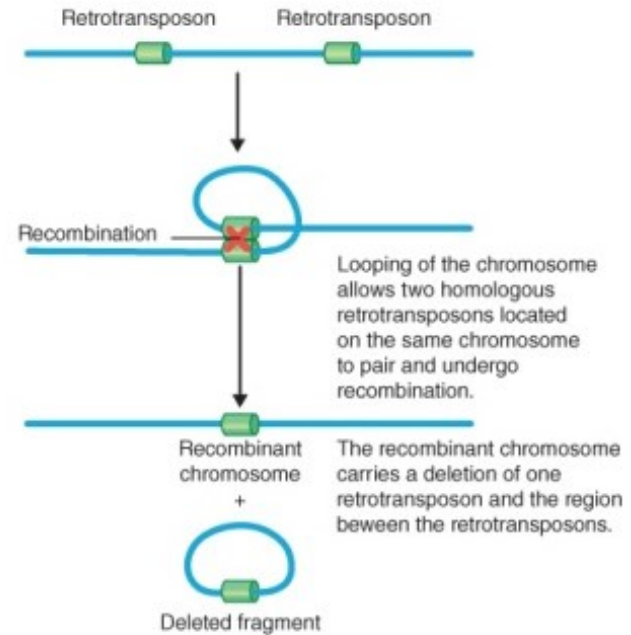 Retrotransposon
Retrotransposon
Recombination
Looping of the chromosome
allows two homologous
retrotransposons located
on the same chromosome
to pair and undergo
recombination.
Recombinant
chromosome
+
The recombinant chromosome
carries a deletion of one
retrotransposon and the region
beween the retrotransposons.
Deleted fragment